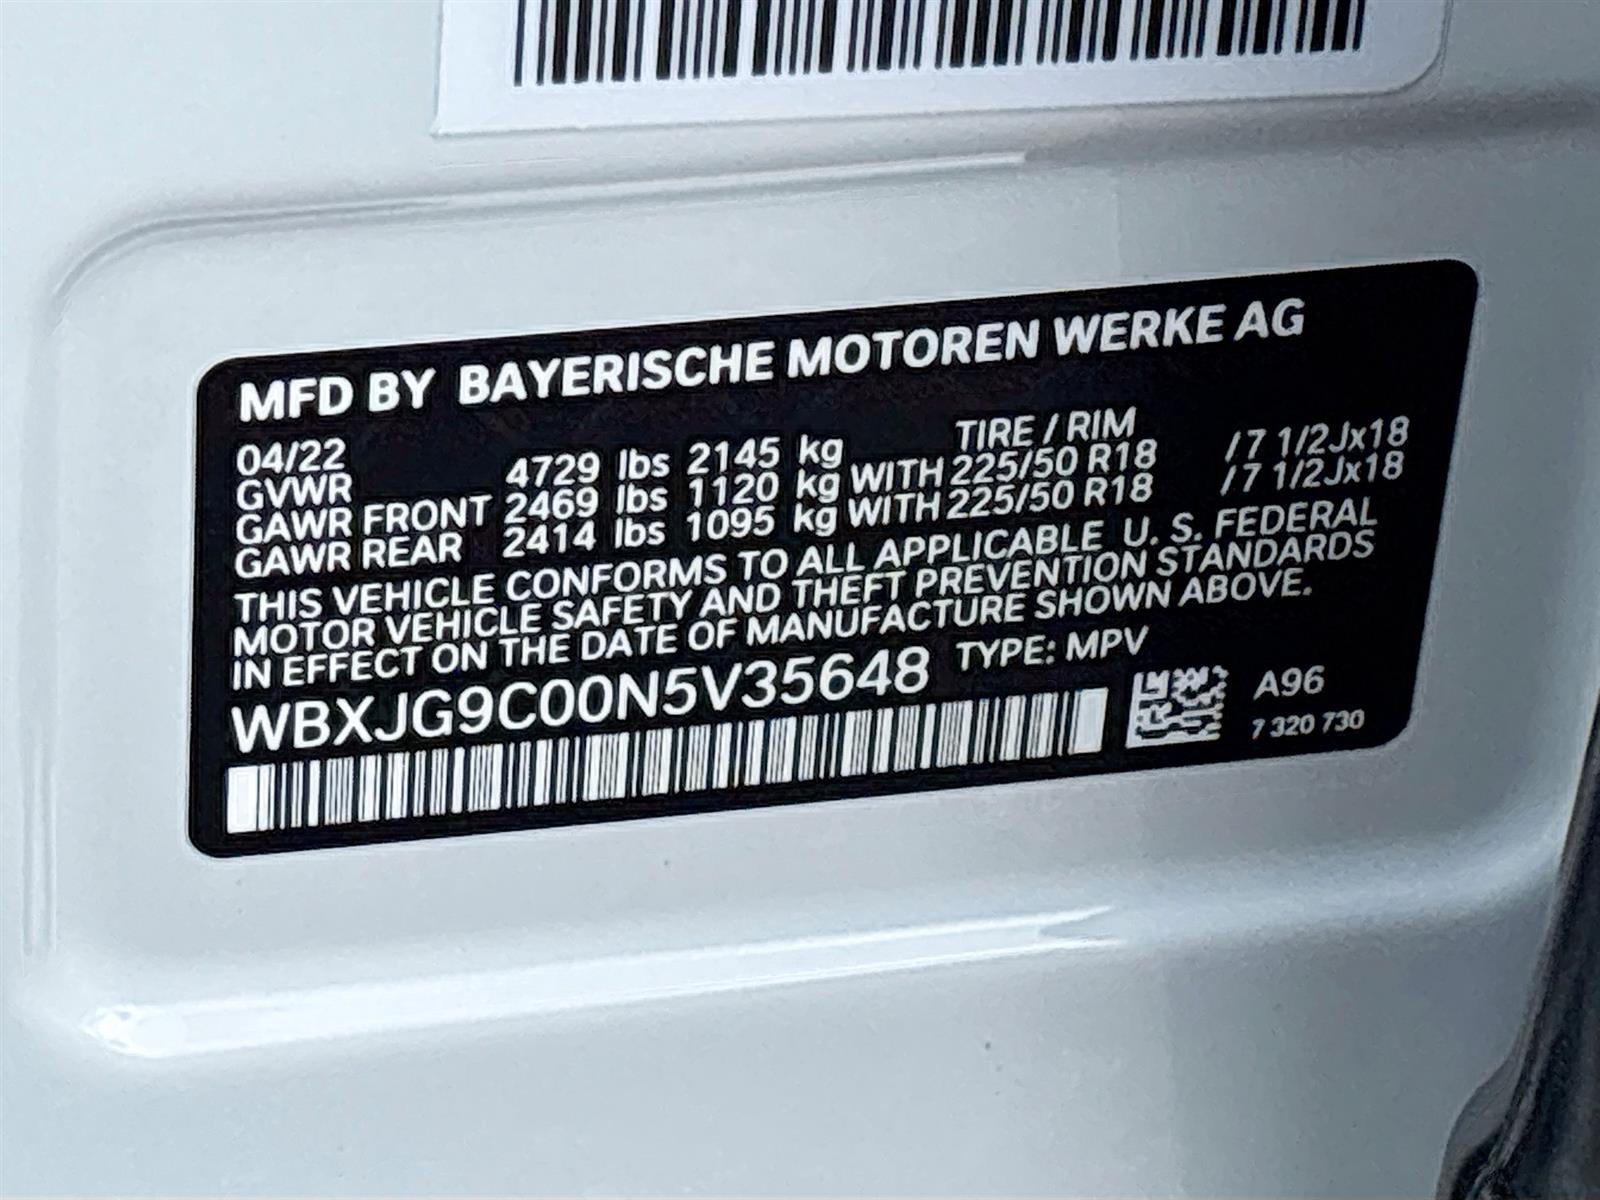 MFD BY BAYERISCHE MOTOREN WERKE AG
04/22 TIRE / RIM
GVWR 4729 lbs 2145 kg
GAWR FRONT 2469 lbs 1120 kg WITH 225/50 R18 /7 1/2Jx18
GAWR REAR 2414 lbs 1095 kg WITH 225/50 R18 /7 1/2Jx18
THIS VEHICLE CONFORMS TO ALL APPLICABLE U. S. FEDERAL
MOTOR VEHICLE SAFETY AND THEFT PREVENTION STANDARDS
IN EFFECT ON THE DATE OF MANUFACTURE SHOWN ABOVE.
WBXJG9C00N5V35648 TYPE: MPV
A96
7 320 730